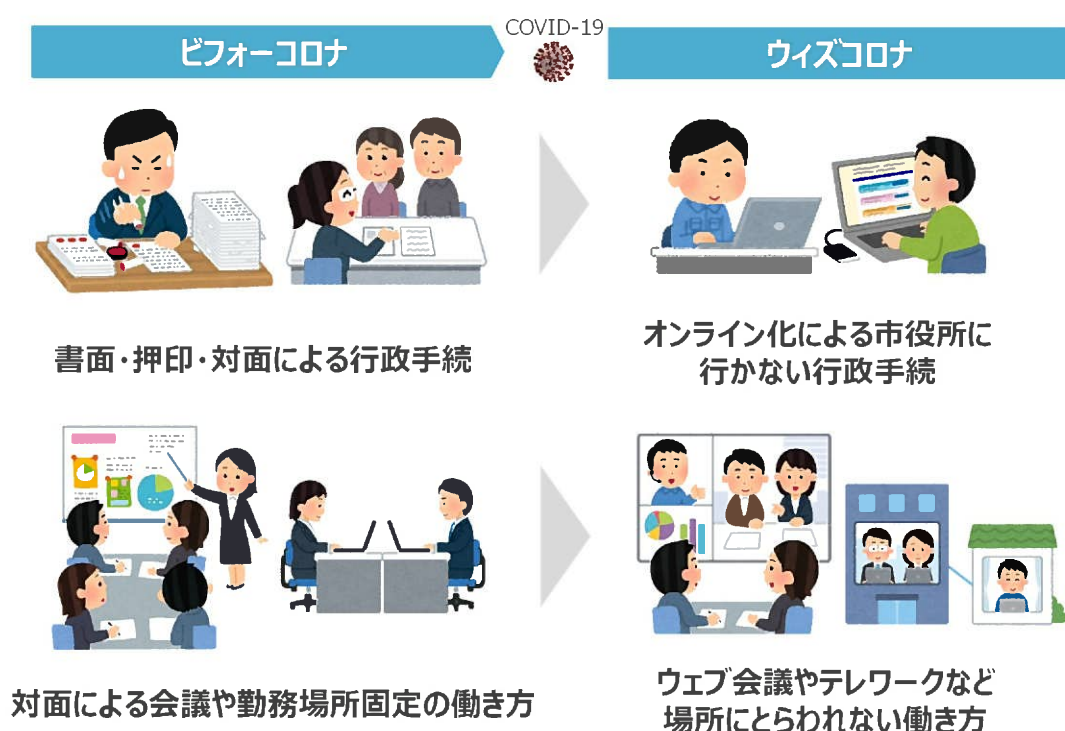 COVID-19
ビフォーコロナ
ウィズコロナ
書面・押印・対面による行政手続
オンライン化による市役所に
行かない行政手続
対面による会議や勤務場所固定の働き方
ウェブ会議やテレワークなど
場所にとらわれない働き方